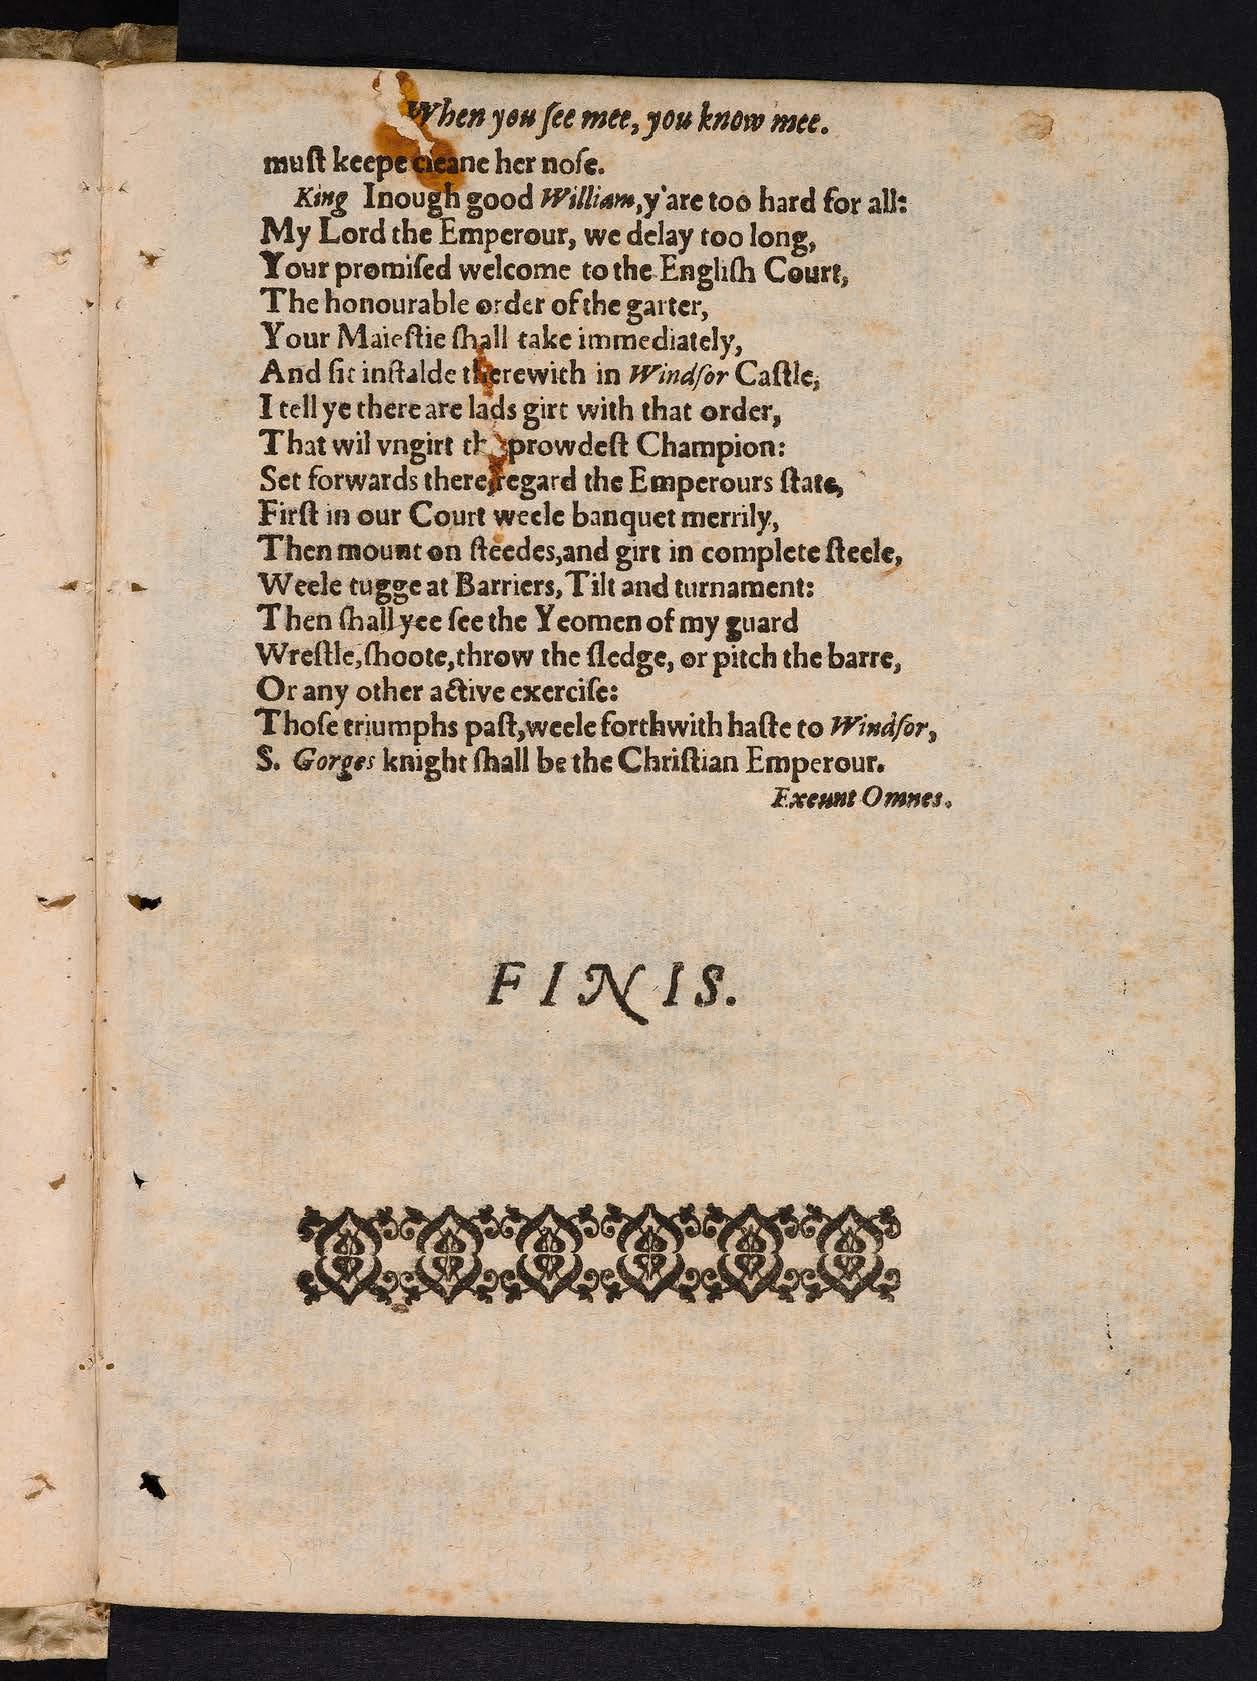 When you ſee mee, you know mee.
muſt keepe cleane her noſe.
King Inough good William, y'are too hard for all:
My Lord the Emperour, we delay too long,
Your promiſed welcome to the Engliſh Court,
The honourable order of the garter,
Your Maieſtie ſhall take immediately,
And ſit inſtalde therewith in Windſor Caſtle,
I tell ye there are lads girt with that order,
That wil vngirt the prowdeſt Champion:
Set forwards there, regard the Emperours ſtate,
Firſt in our Court weele banquet merrily,
Then mount on ſteedes, and girt in complete ſteele,
Weele tugge at Barriers, Tilt and turnament:
Then ſhall yee ſee the Yeomen of my guard
Wreſtle, ſhoote, throw the ſledge, or pitch the barre,
Or any other actiue exerciſe:
Thoſe triumphs paſt, weele forthwith haſte to Windſor,
S. Gorges knight ſhall be the Chriſtian Emperour.
Exeunt Omnes.
FINIS.